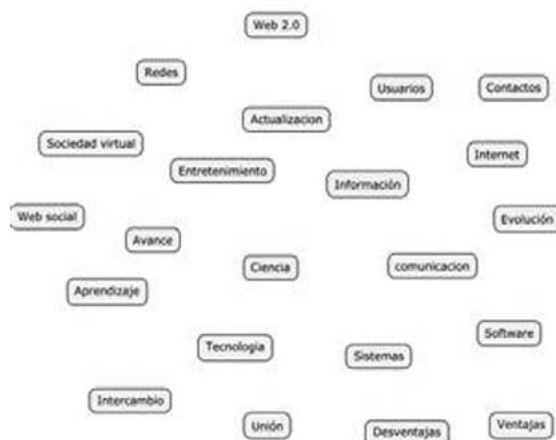 Web 2.0
Redes
Usuarios
Contactos
Actualizacion
Sociedad virtual
Internet
Entretenimiento
Información
Web social
Evolución
Avance
Ciencia
comunicacion
Aprendizaje
Software
Tecnologia
Sistemas
Intercambio
Unión
Desventajas
Ventajas